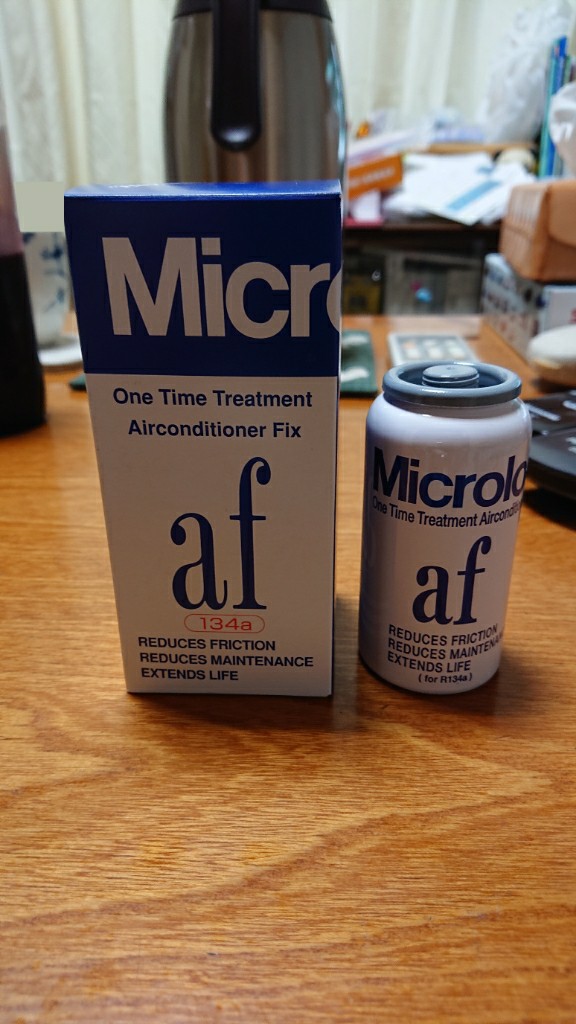 Micro
One Time Treatment
Airconditioner Fix
af
134a
REDUCES FRICTION
REDUCES MAINTENANCE
EXTENDS LIFE
Microlo
One Time Treatment Aircondit
af
REDUCES FRICTION
REDUCES MAINTENA
EXTENDS LIFE
( for R134a )